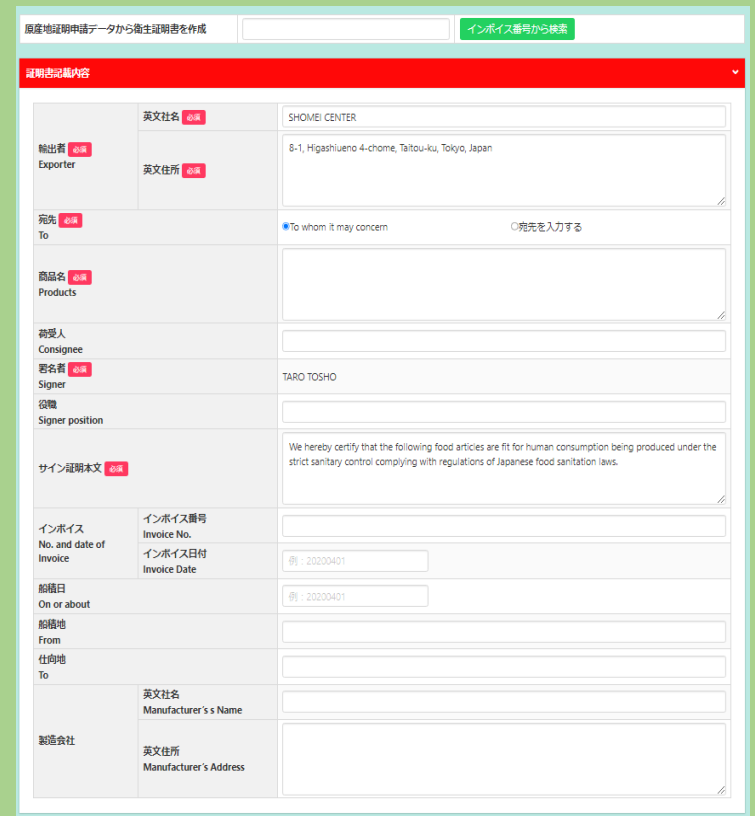 原産地証明申請データから衛生証明書を作成
インボイス番号から検索
証明書記載内容
輸出者 必須
Exporter
英文社名 必須
SHOMEI CENTER
英文住所 必須
8-1, Higashiueno 4-chome, Taitou-ku, Tokyo, Japan
宛先 必須
To
To whom it may concern
宛先を入力する
商品名 必須
Products
荷受人
Consignee
署名者 必須
Signer
TARO TOSHO
役職
Signer position
サイン証明本文 必須
We hereby certify that the following food articles are fit for human consumption being produced under the
strict sanitary control complying with regulations of Japanese food sanitation laws.
インボイス
No. and date of
Invoice
インボイス番号
Invoice No.
インボイス日付
Invoice Date
例：20200401
船積日
On or about
例：20200401
船積地
From
仕向地
To
製造会社
英文社名
Manufacturer's s Name
英文住所
Manufacturer's Address